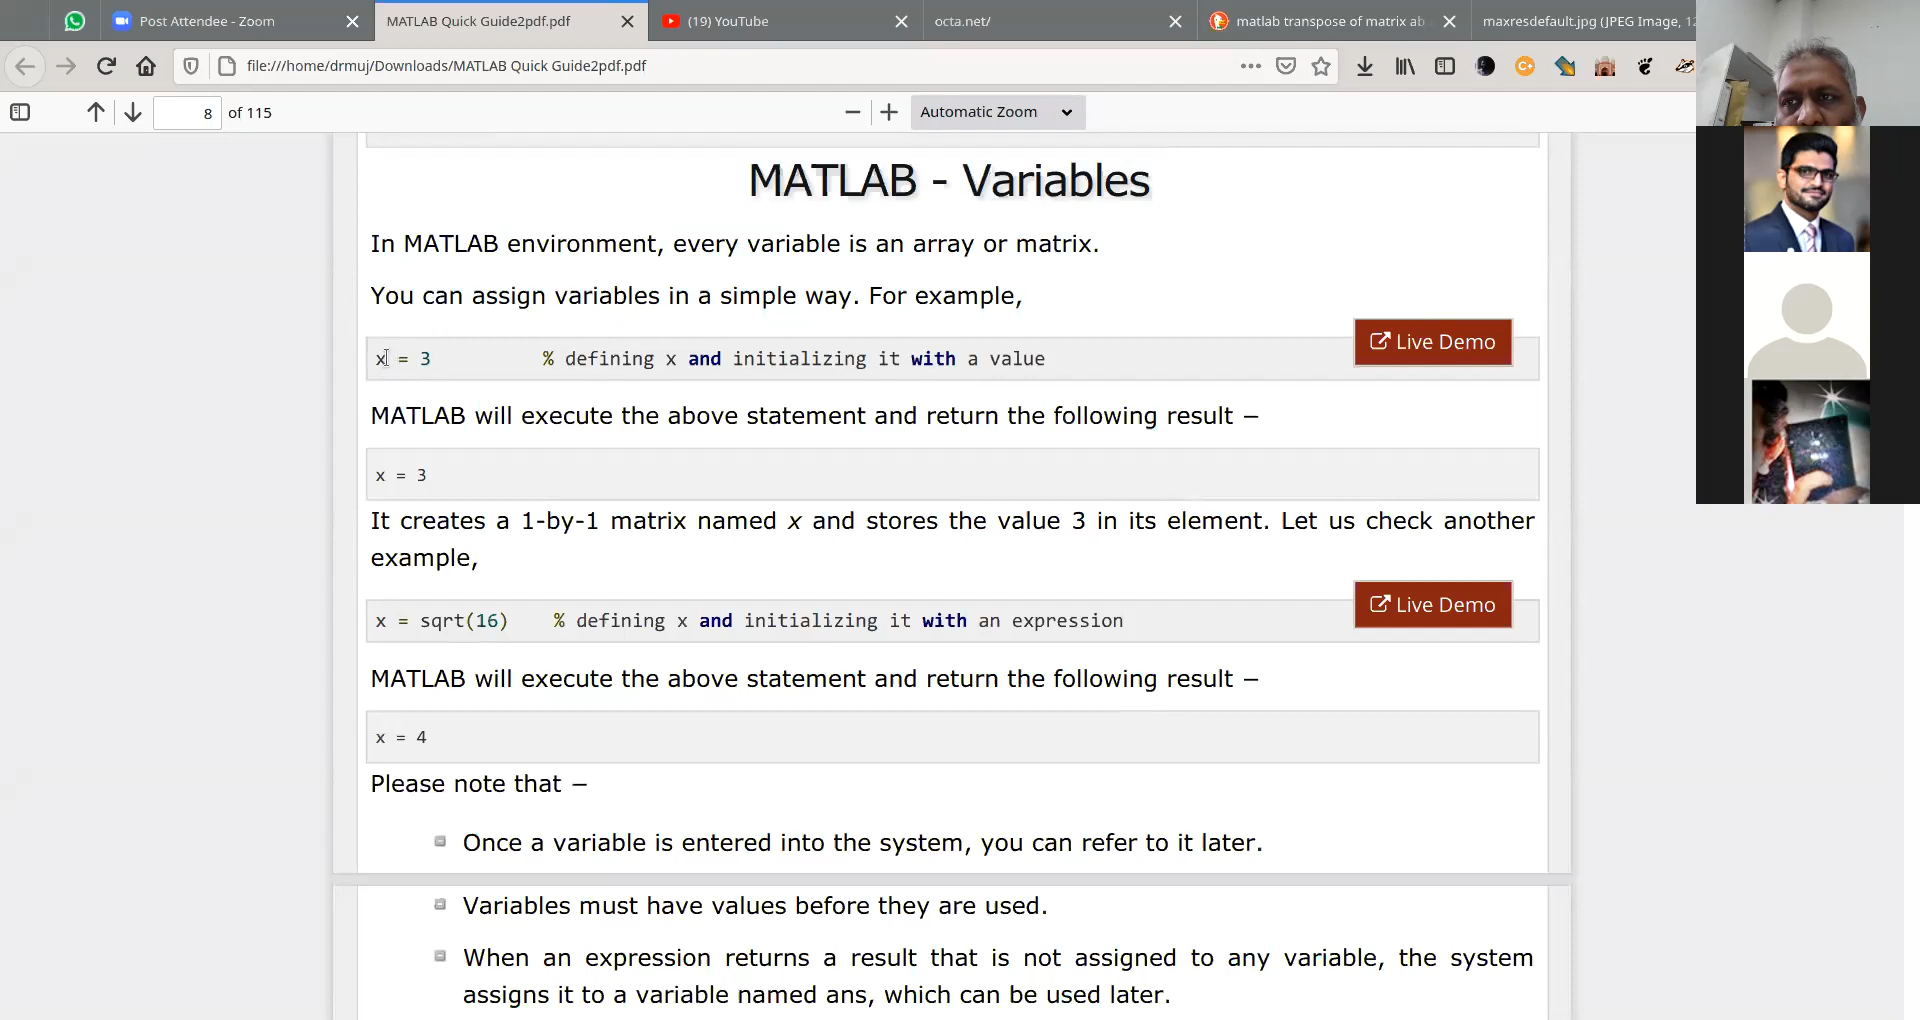 Post Attendee - Zoom
MATLAB Quick Guide2pdf.pdf
(19) YouTube
octa.net/
matlab transpose of matrix ab
maxresdefault.jpg (JPEG Image, 12
file:///home/drmuj/Downloads/MATLAB Quick Guide2pdf.pdf
8 of 115
Automatic Zoom
MATLAB - Variables
In MATLAB environment, every variable is an array or matrix.
You can assign variables in a simple way. For example,
Live Demo
x = 3 % defining x and initializing it with a value
MATLAB will execute the above statement and return the following result −
x = 3
It creates a 1-by-1 matrix named x and stores the value 3 in its element. Let us check another
example,
Live Demo
x = sqrt(16) % defining x and initializing it with an expression
MATLAB will execute the above statement and return the following result −
x = 4
Please note that −
Once a variable is entered into the system, you can refer to it later.
Variables must have values before they are used.
When an expression returns a result that is not assigned to any variable, the system
assigns it to a variable named ans, which can be used later.